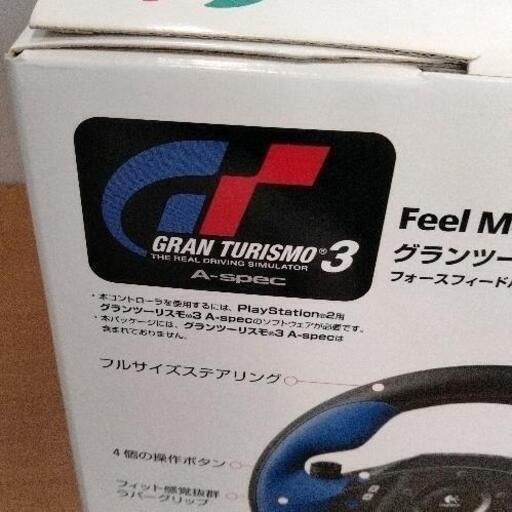 GRAN TURISMO® 3
THE REAL DRIVING SIMULATOR
A-spec
Feel M
グランツー
フォースフィード
・本コントローラを使用するには、PlayStation®2用
グランツーリスモ®3 A-specのソフトウェアが必要です。
・本パッケージには、グランツーリスモ®3 A-specは
含まれておりません。
フルサイズステアリング
4個の操作ボタン
フィット感覚抜群
ラバーグリップ